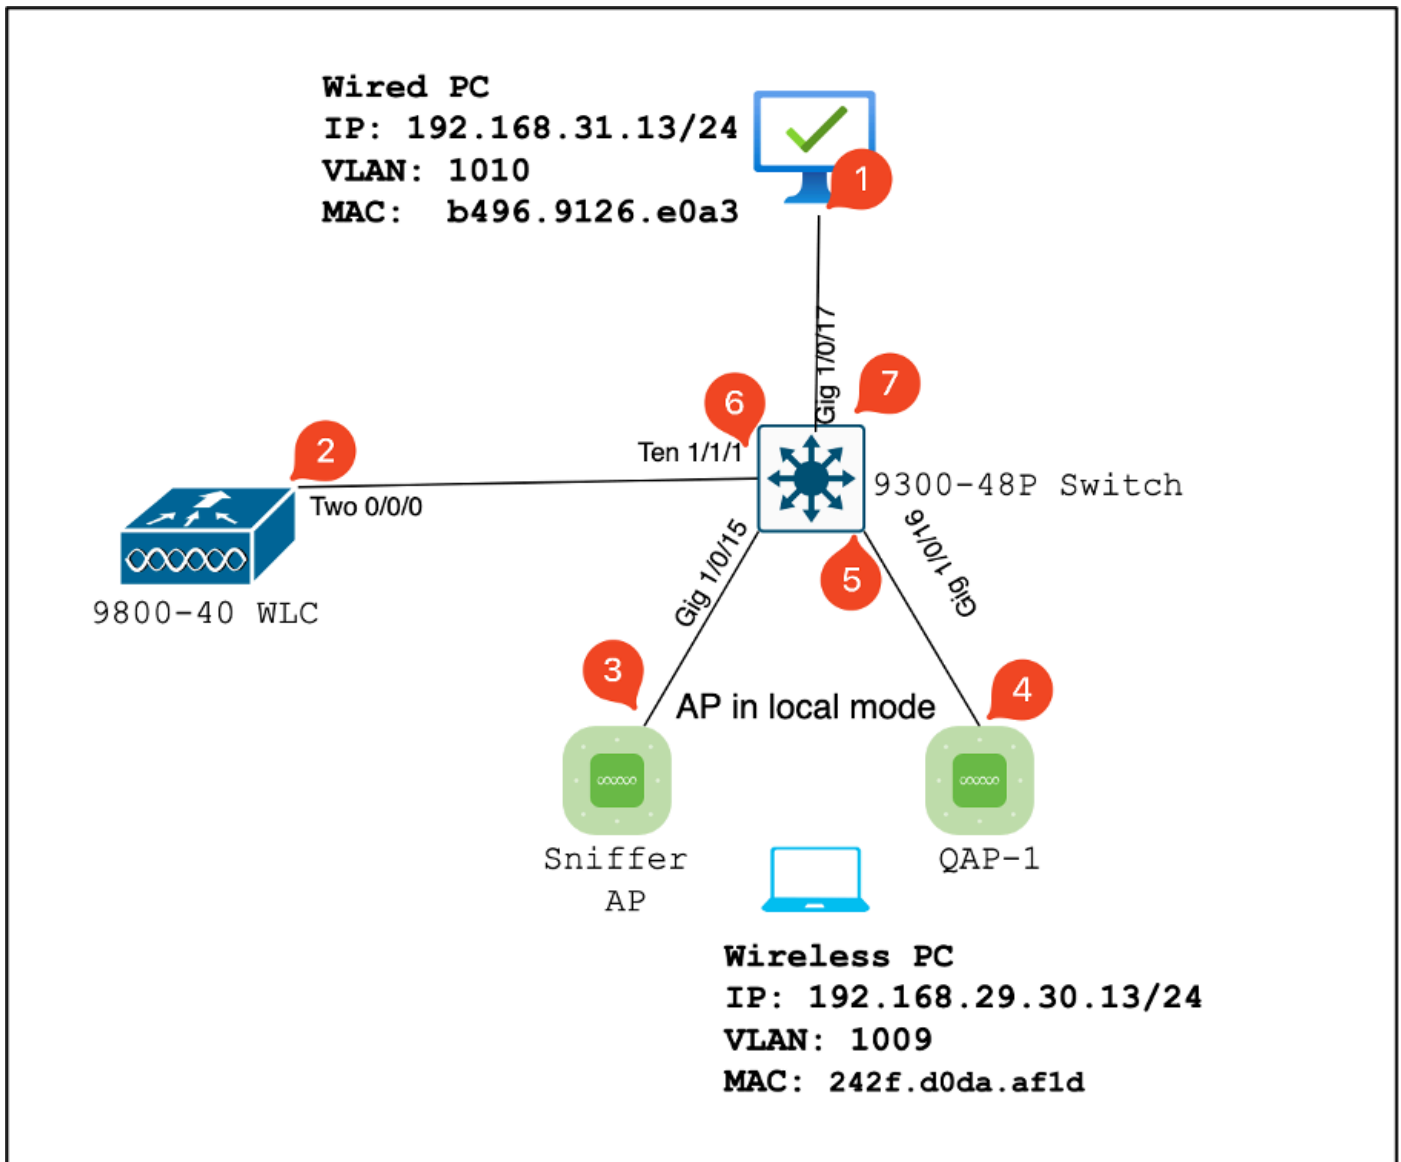 Wired PC
IP: 192.168.31.13/24
VLAN: 1010
MAC: b496.9126.e0a3
1
Gig 1/0/17
7
6
2
Ten 1/1/1
9300-48P Switch
Two 0/0/0
Gig 1/0/15
Gig 1/0/16
5
9800-40 WLC
3
4
AP in local mode
Sniffer
AP
QAP-1
Wireless PC
IP: 192.168.29.30.13/24
VLAN: 1009
MAC: 242f.d0da.af1d